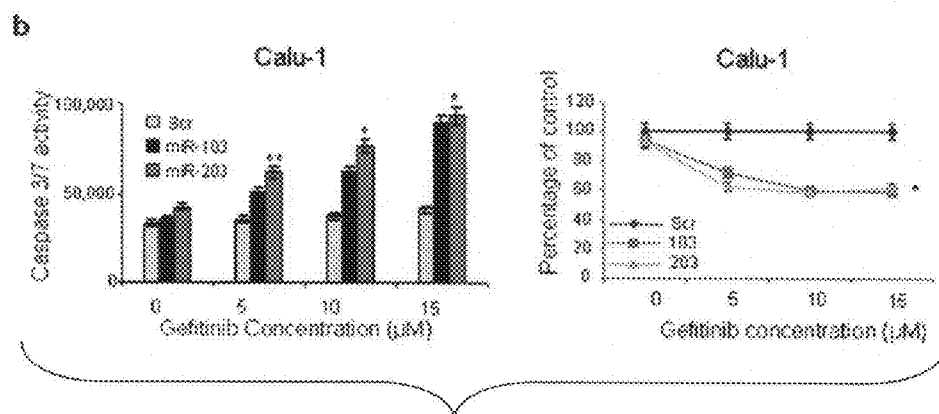 b
Calu-1
Caspase 3/7 activity
100,000
50,000
0
Scr
miR-103
miR-203
0 5 10 15
Gefitinib Concentration (μM)
Calu-1
Percentage of control
120
100
80
60
40
20
0
Scr
103
203
0 5 10 15
Gefitinib concentration (μM)
* *
*
*
*